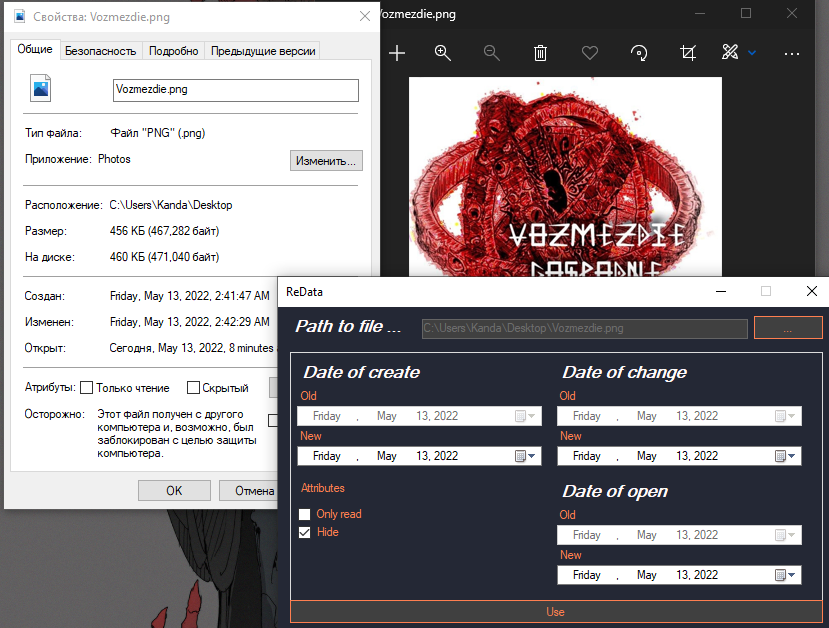 Свойства: Vozmezdie.png
Общие
Безопасность
Подробно
Предыдущие версии
Vozmezdie.png
Тип файла: Файл "PNG" (.png)
Приложение: Photos
Изменить...
Расположение: C:\Users\Kanda\Desktop
Размер: 456 КБ (467,282 байт)
На диске: 460 КБ (471,040 байт)
Создан: Friday, May 13, 2022, 2:41:47 AM
Изменен: Friday, May 13, 2022, 2:42:29 AM
Открыт: Сегодня, May 13, 2022, 8 minutes
Атрибуты: Только чтение Скрытый
Осторожно: Этот файл получен с другого
компьютера и, возможно, был
заблокирован с целью защиты
компьютера.
OK
Отмена
Vozmezdie.png
VOZMEZDIE
GASPADNIE
ReData
Path to file ...
C:\Users\Kanda\Desktop\Vozmezdie.png
...
Date of create
Old
Friday , May 13, 2022
New
Friday , May 13, 2022
Attributes
Only read
Hide
Date of change
Old
Friday , May 13, 2022
New
Friday , May 13, 2022
Date of open
Old
Friday , May 13, 2022
New
Friday , May 13, 2022
Use